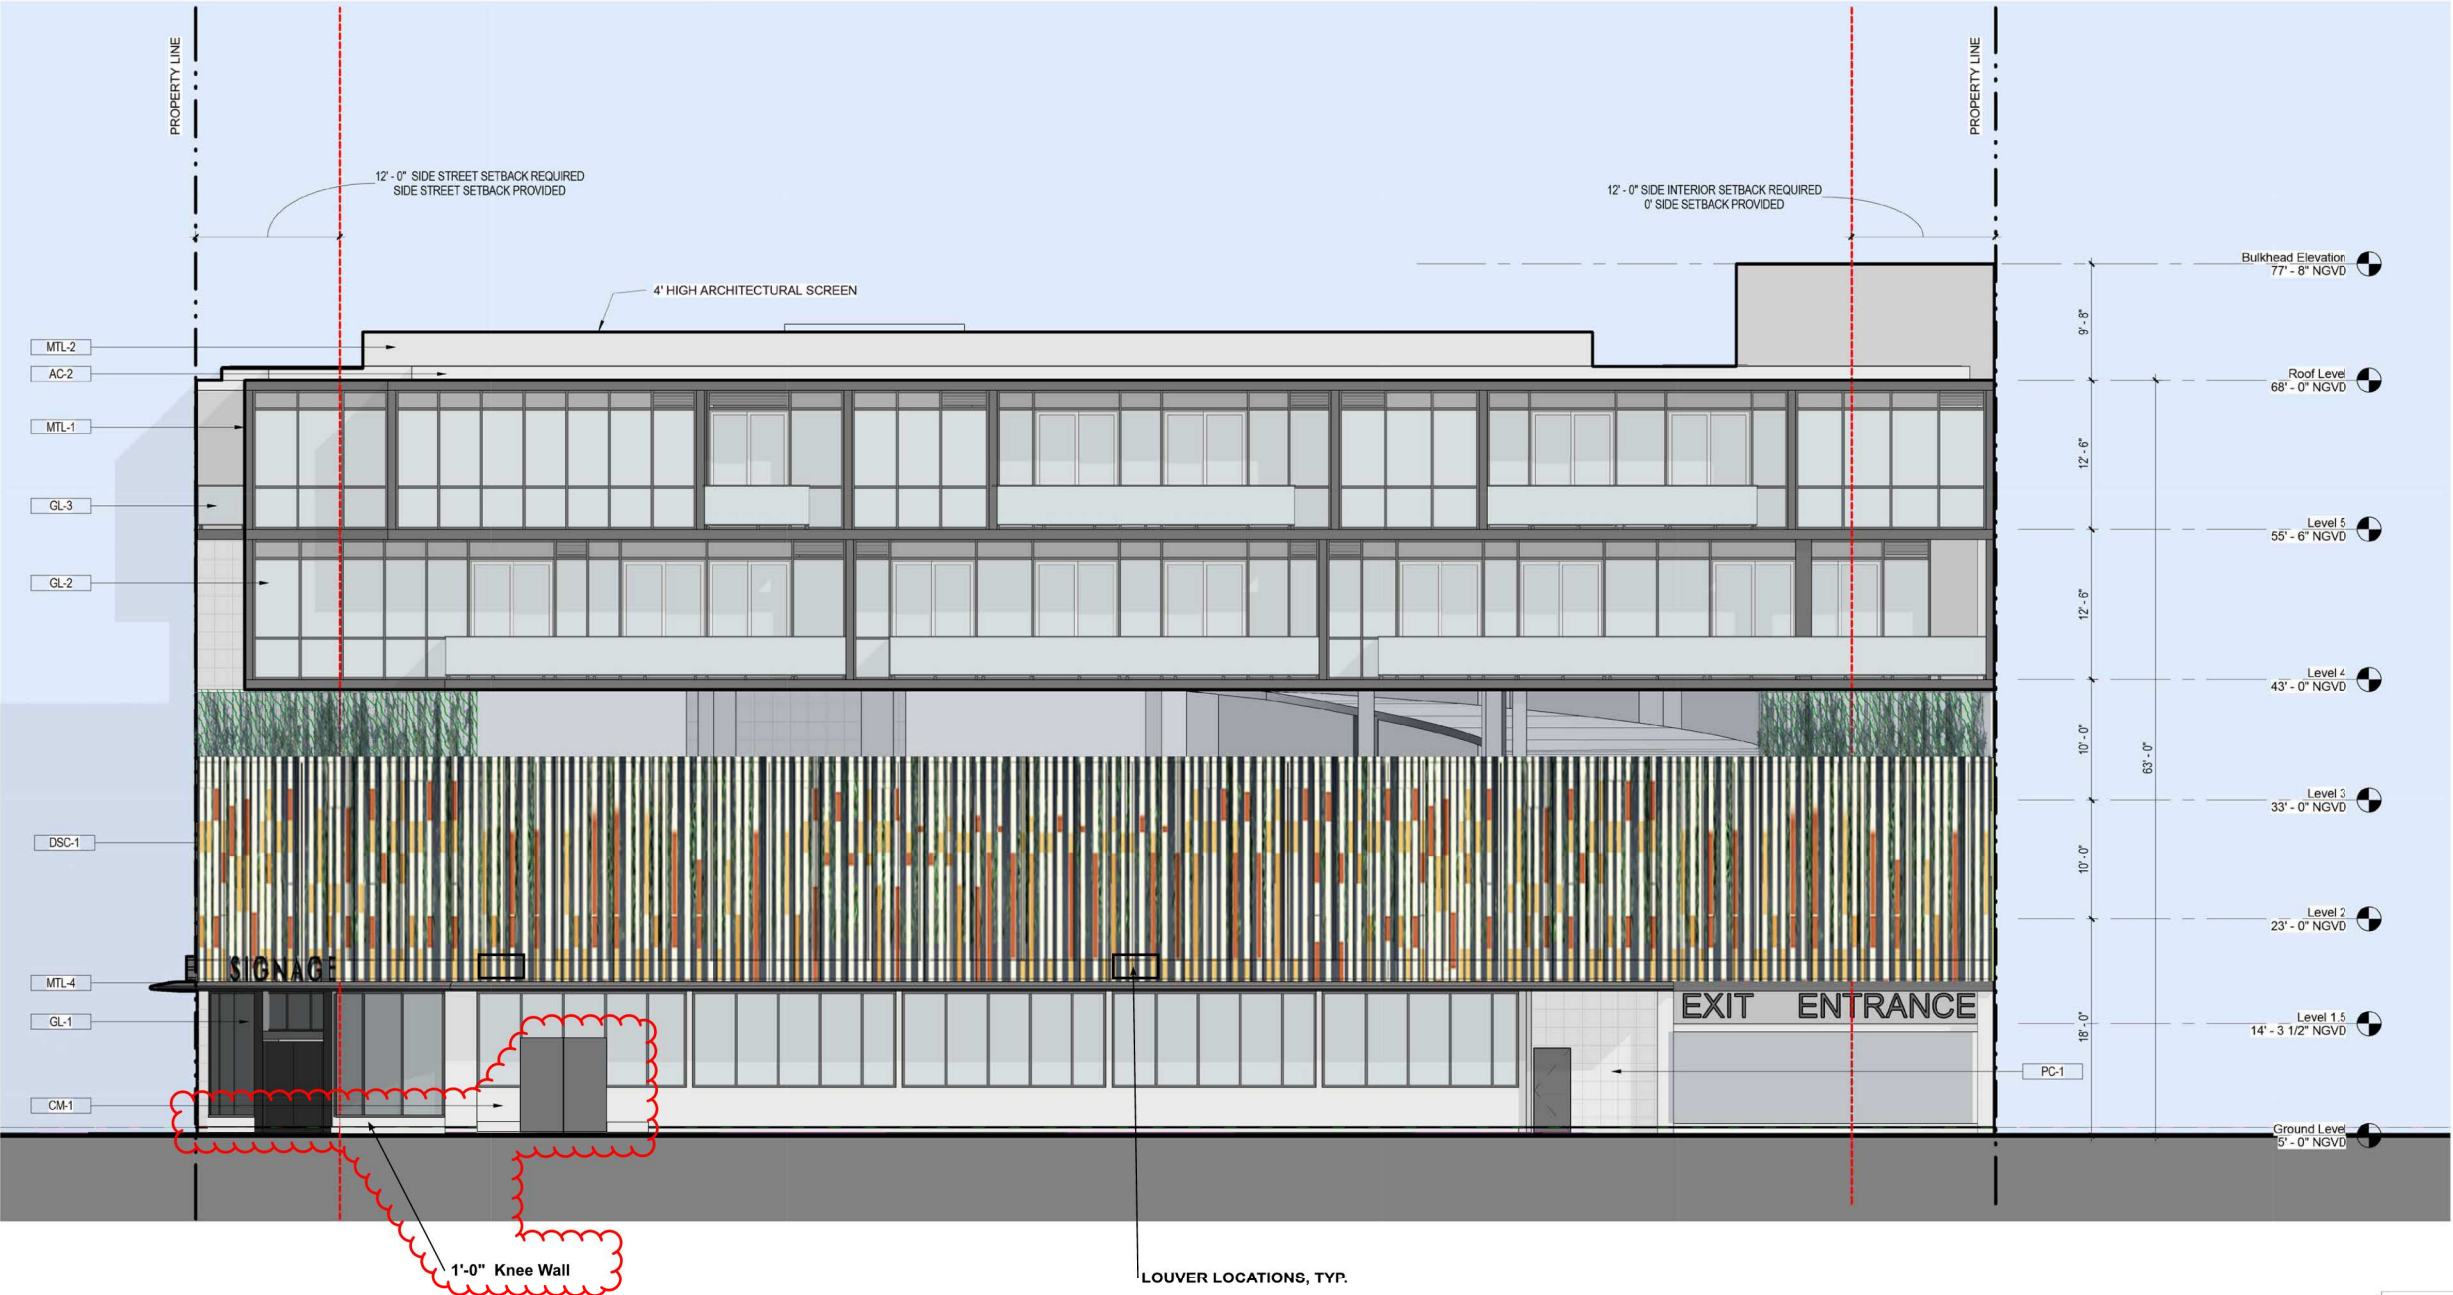 PROPERTY LINE
PROPERTY LINE
12' - 0" SIDE STREET SETBACK REQUIRED
SIDE STREET SETBACK PROVIDED
12' - 0" SIDE INTERIOR SETBACK REQUIRED
0' SIDE SETBACK PROVIDED
4' HIGH ARCHITECTURAL SCREEN
Bulkhead Elevation
77' - 8" NGVD
9' - 8"
MTL-2
AC-2
Roof Level
68' - 0" NGVD
MTL-1
12' - 6"
GL-3
Level 5
55' - 6" NGVD
GL-2
12' - 6"
Level 4
43' - 0" NGVD
10' - 0"
63' - 0"
Level 3
33' - 0" NGVD
DSC-1
10' - 0"
Level 2
23' - 0" NGVD
SIGNAGE
MTL-4
EXIT ENTRANCE
GL-1
Level 1.5
14' - 3 1/2" NGVD
18' - 0"
PC-1
CM-1
Ground Level
5' - 0" NGVD
1'-0" Knee Wall
LOUVER LOCATIONS, TYP.